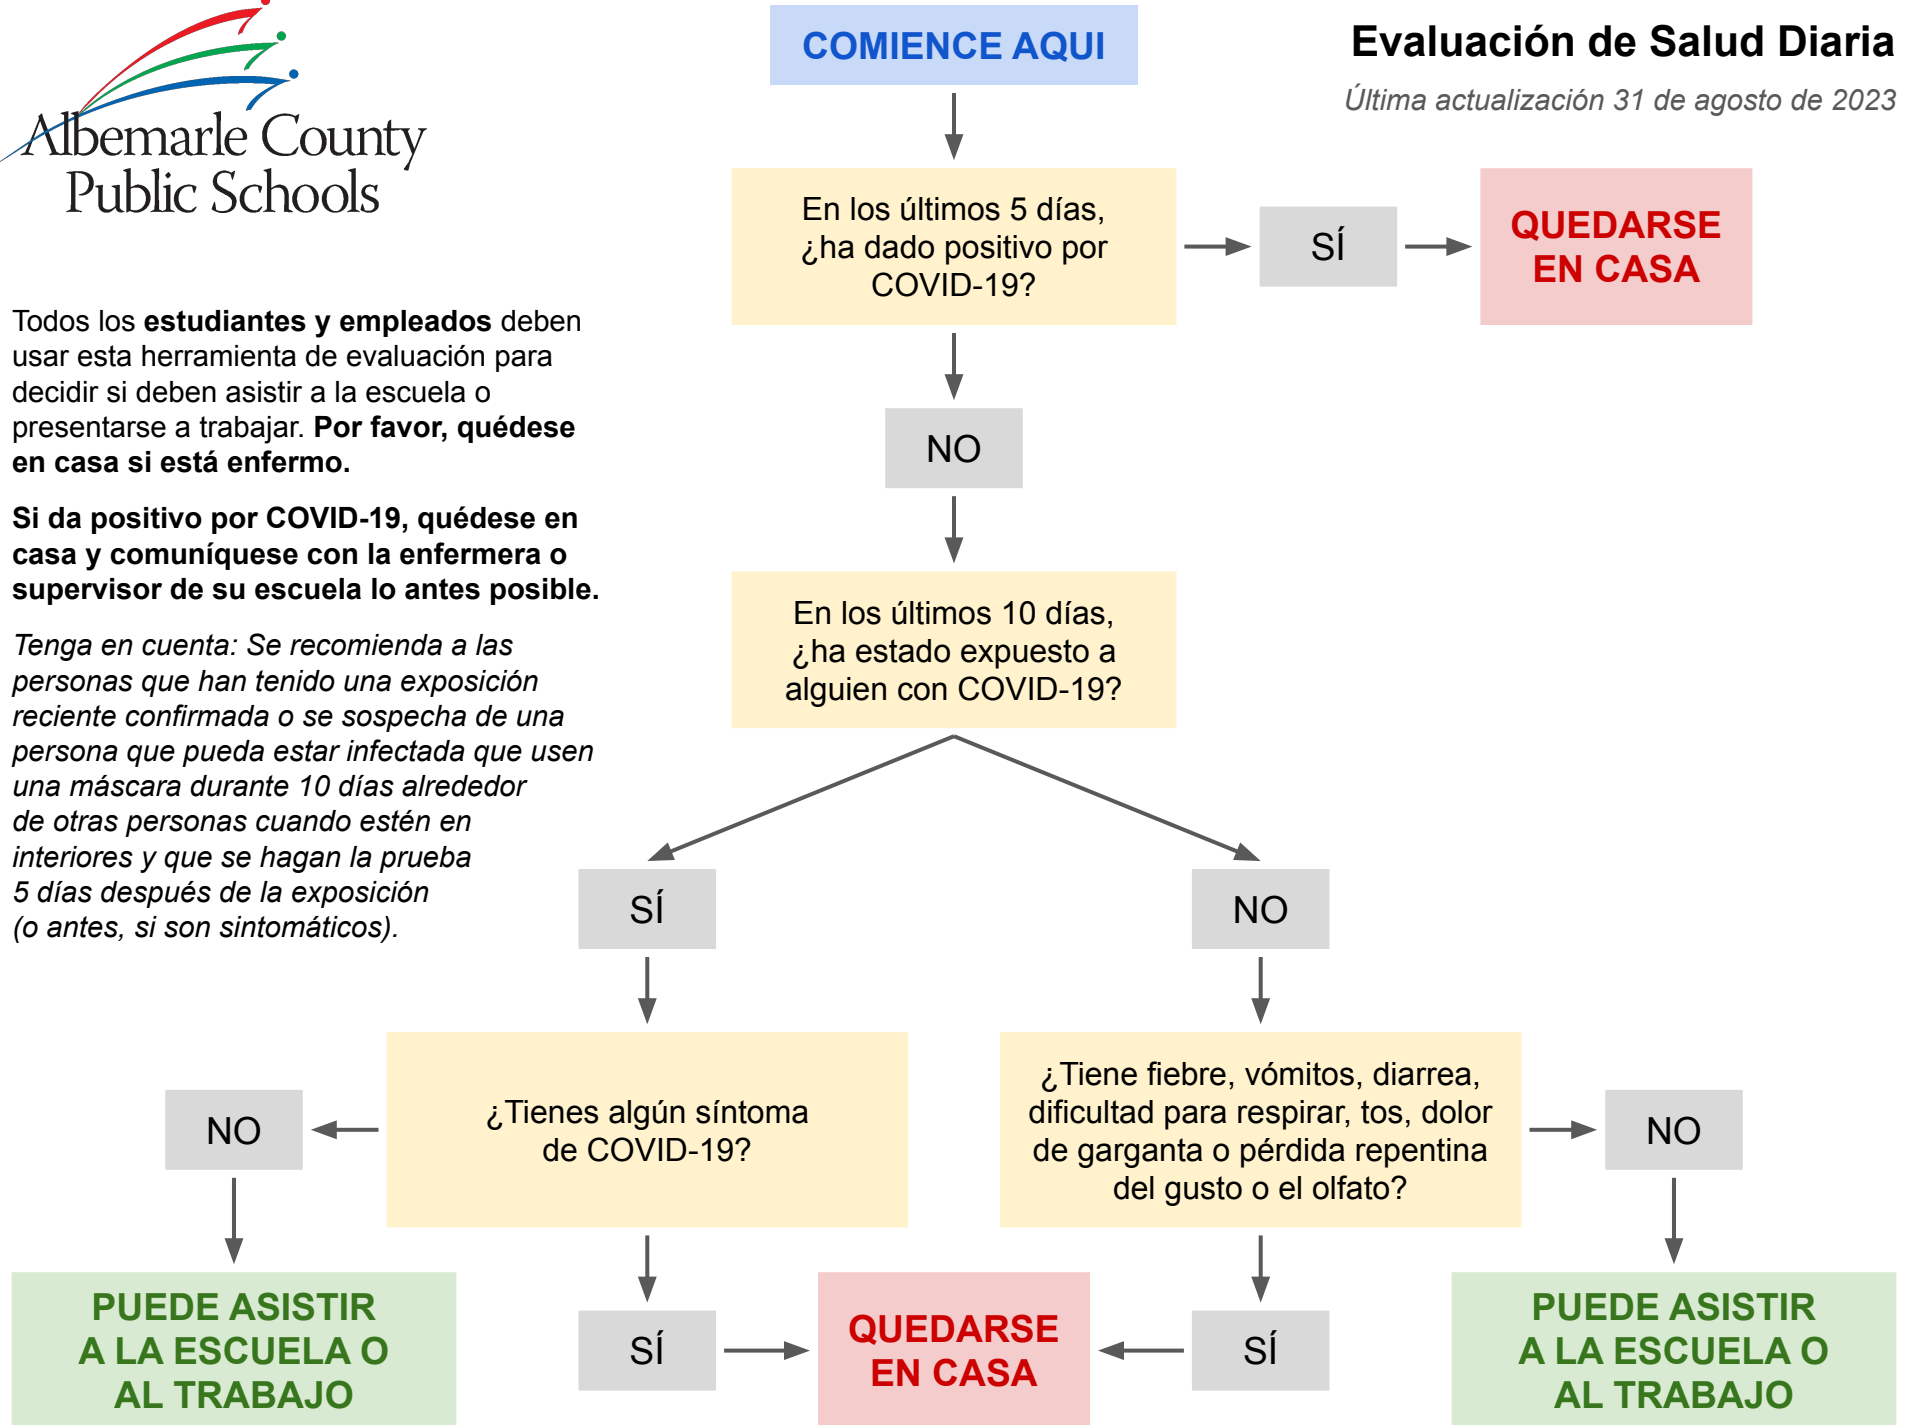 Albemarle County
Public Schools
COMIENCE AQUI
Evaluación de Salud Diaria
Última actualización 31 de agosto de 2023
Todos los estudiantes y empleados deben
usar esta herramienta de evaluación para
decidir si deben asistir a la escuela o
presentarse a trabajar. Por favor, quédese
en casa si está enfermo.
Si da positivo por COVID-19, quédese en
casa y comuníquese con la enfermera o
supervisor de su escuela lo antes posible.
Tenga en cuenta: Se recomienda a las
personas que han tenido una exposición
reciente confirmada o se sospecha de una
persona que pueda estar infectada que usen
una máscara durante 10 días alrededor
de otras personas cuando estén en
interiores y que se hagan la prueba
5 días después de la exposición
(o antes, si son sintomáticos).
En los últimos 5 días,
¿ha dado positivo por
COVID-19?
SÍ
QUEDARSE
EN CASA
NO
En los últimos 10 días,
¿ha estado expuesto a
alguien con COVID-19?
SÍ
NO
¿Tienes algún síntoma
de COVID-19?
NO
PUEDE ASISTIR
A LA ESCUELA O
AL TRABAJO
SÍ
QUEDARSE
EN CASA
¿Tiene fiebre, vómitos, diarrea,
dificultad para respirar, tos, dolor
de garganta o pérdida repentina
del gusto o el olfato?
SÍ
NO
PUEDE ASISTIR
A LA ESCUELA O
AL TRABAJO